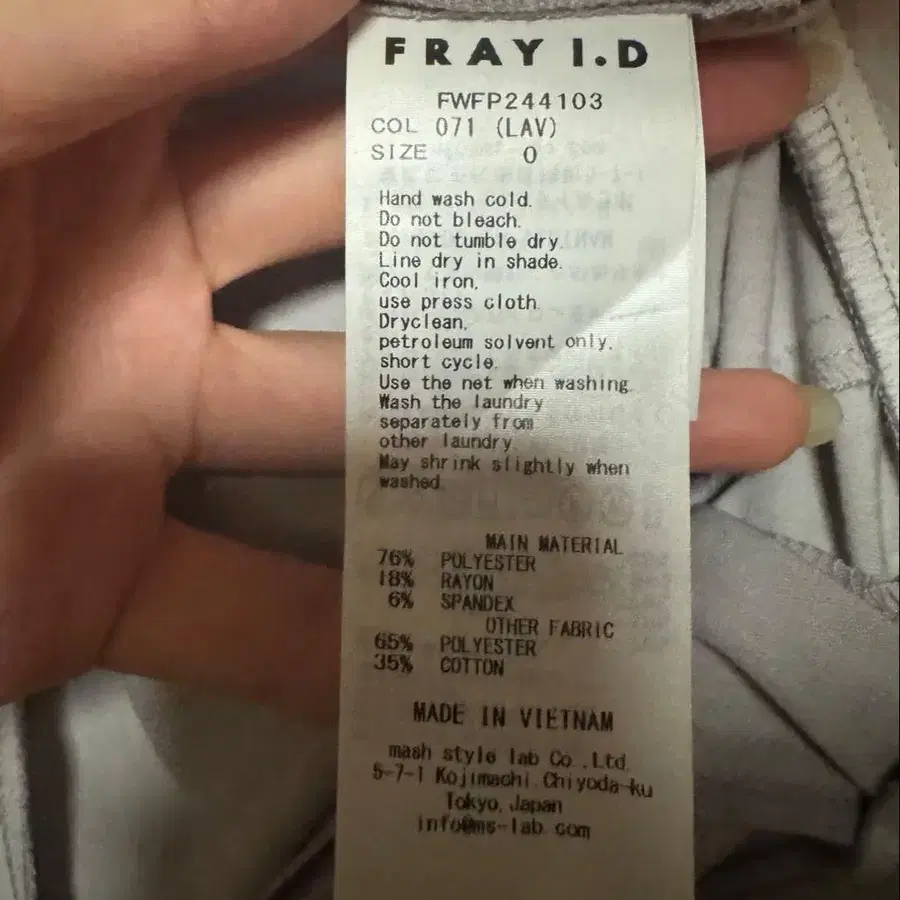 FRAY I.D
FWFP244103
COL 071 (LAV)
SIZE 0
Hand wash cold.
Do not bleach.
Do not tumble dry.
Line dry in shade.
Cool iron,
use press cloth.
Dryclean,
petroleum solvent only,
short cycle.
Use the net when washing.
Wash the laundry
separately from
other laundry.
May shrink slightly when
washed.
MAIN MATERIAL
76% POLYESTER
18% RAYON
6% SPANDEX
OTHER FABRIC
65% POLYESTER
35% COTTON
MADE IN VIETNAM
mash style lab Co.,Ltd.
5-7-1 Kojimachi.Chiyoda-ku
Tokyo,Japan
info@ms-lab.com